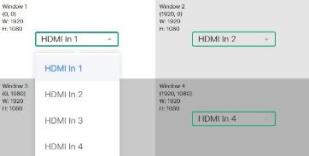 Window 1
(0, 0)
W: 1920
H: 1080
HDMI In 1
HDMI In 1
HDMI In 2
HDMI In 3
HDMI In 4
Window 2
(1920, 0)
W: 1920
H: 1080
HDMI In 2
Window 3
(0, 1080)
W: 1920
H: 1080
Window 4
(1920, 1080)
W: 1920
H: 1080
HDMI In 4